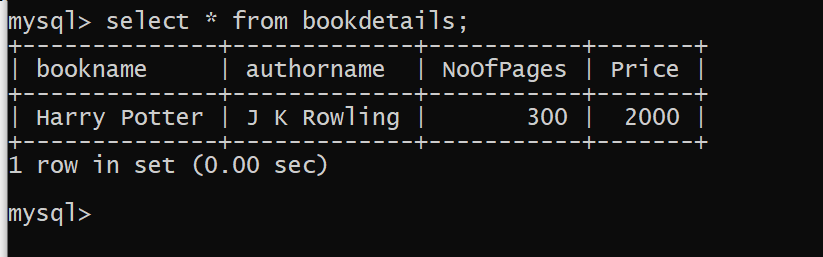 mysql> select * from bookdetails;
+--------------+-------------+-----------+-------+
| bookname     | authorname  | NoOfPages | Price |
+--------------+-------------+-----------+-------+
| Harry Potter | J K Rowling |       300 |  2000 |
+--------------+-------------+-----------+-------+
1 row in set (0.00 sec)
mysql>